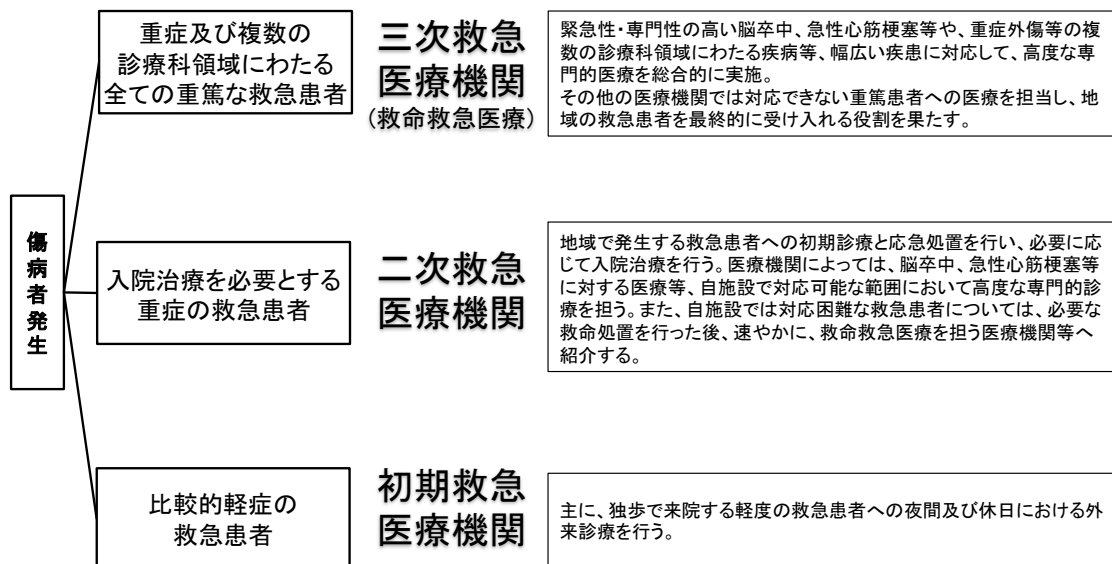 傷病者発生
重症及び複数の
診療科領域にわたる
全ての重篤な救急患者
三次救急
医療機関
（救命救急医療）
緊急性・専門性の高い脳卒中、急性心筋梗塞等や、重症外傷等の複
数の診療科領域にわたる疾病等、幅広い疾患に対応して、高度な専
門的医療を総合的に実施。
その他の医療機関では対応できない重篤患者への医療を担当し、地
域の救急患者を最終的に受け入れる役割を果たす。
入院治療を必要とする
重症の救急患者
二次救急
医療機関
地域で発生する救急患者への初期診療と応急処置を行い、必要に応
じて入院治療を行う。医療機関によっては、脳卒中、急性心筋梗塞等
に対する医療等、自施設で対応可能な範囲において高度な専門的診
療を担う。また、自施設では対応困難な救急患者については、必要な
救命処置を行った後、速やかに、救命救急医療を担う医療機関等へ
紹介する。
比較的軽症の
救急患者
初期救急
医療機関
主に、独歩で来院する軽度の救急患者への夜間及び休日における外
来診療を行う。